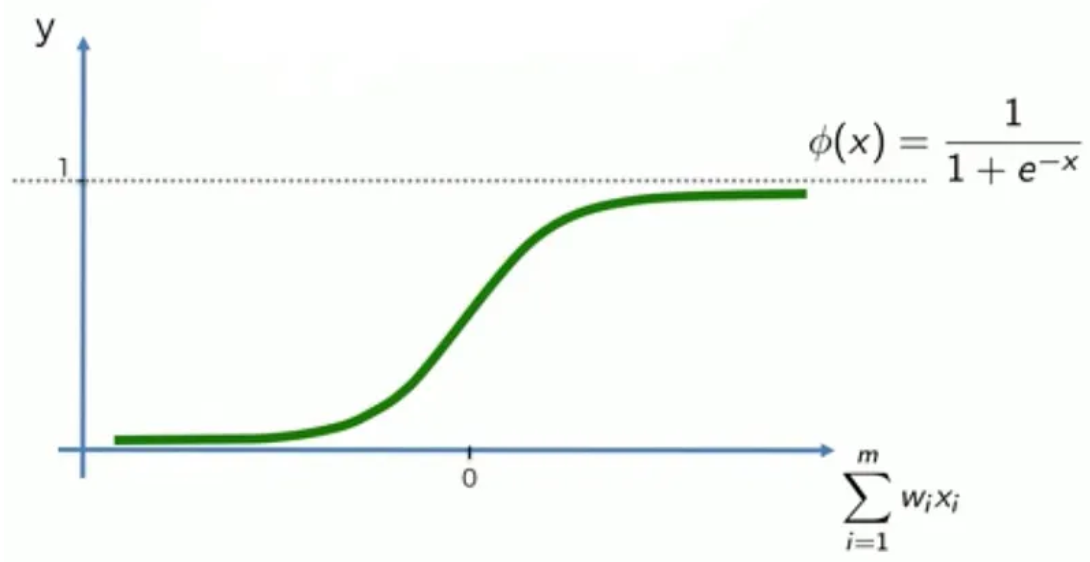 y
1
ϕ(x) = 1 / (1 + e^{−x})
0
∑_{i=1}^{m} w_i x_i